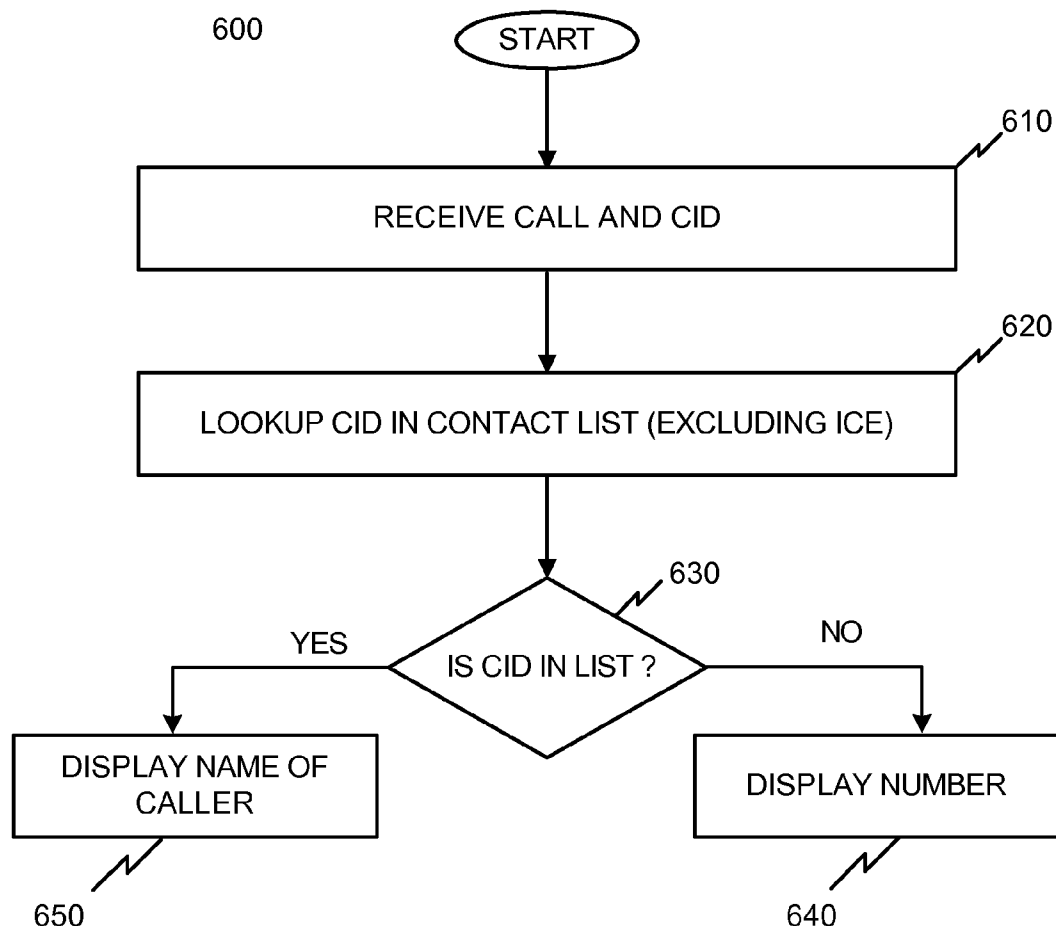 600
START
610
RECEIVE CALL AND CID
620
LOOKUP CID IN CONTACT LIST (EXCLUDING ICE)
630
YES
NO
IS CID IN LIST ?
DISPLAY NAME OF
CALLER
DISPLAY NUMBER
650
640